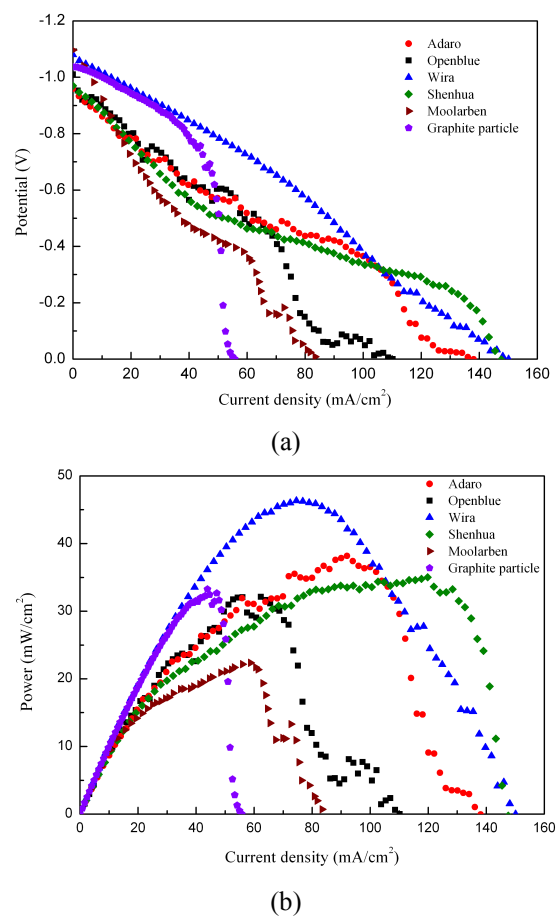 -1.2
-1.0
-0.8
-0.6
-0.4
-0.2
0.0
Potential (V)
Adaro
Openblue
Wira
Shenhua
Moolarben
Graphite particle
0 20 40 60 80 100 120 140 160
Current density (mA/cm²)
(a)
50
40
30
20
10
0
Power (mW/cm²)
Adaro
Openblue
Wira
Shenhua
Moolarben
Graphite particle
0 20 40 60 80 100 120 140 160
Current density (mA/cm²)
(b)